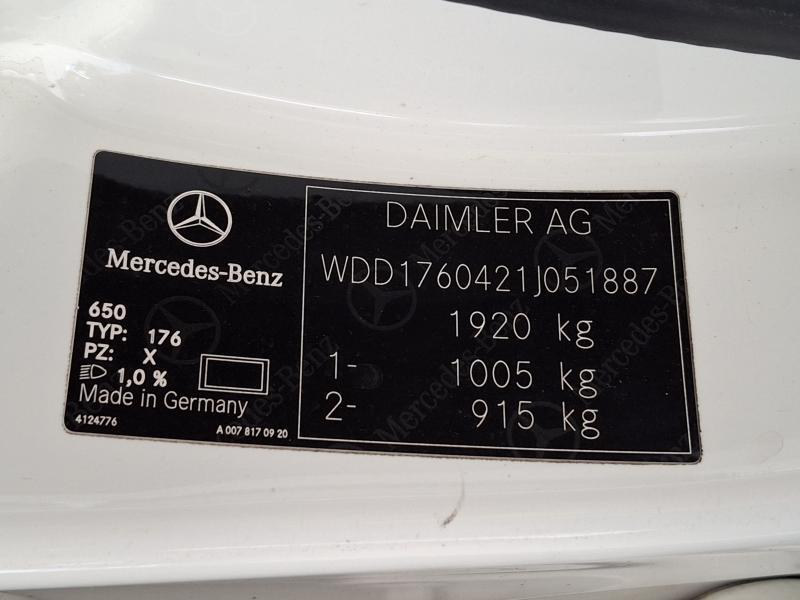 Mercedes-Benz
650
TYP: 176
PZ: X
1,0 %
Made in Germany
4124776
A 007 817 09 20
DAIMLER AG
WDD1760421J051887
1920 kg
1- 1005 kg
2- 915 kg